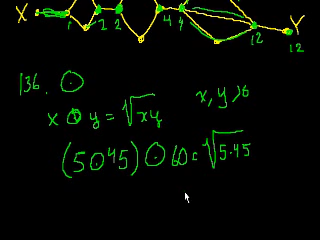 X Y
1 2 2 4 4 12 12
136. ⊙
x ⊙ y = √xy x, y > 0
(5 ⊙ 45) ⊙ 60 = √5·45